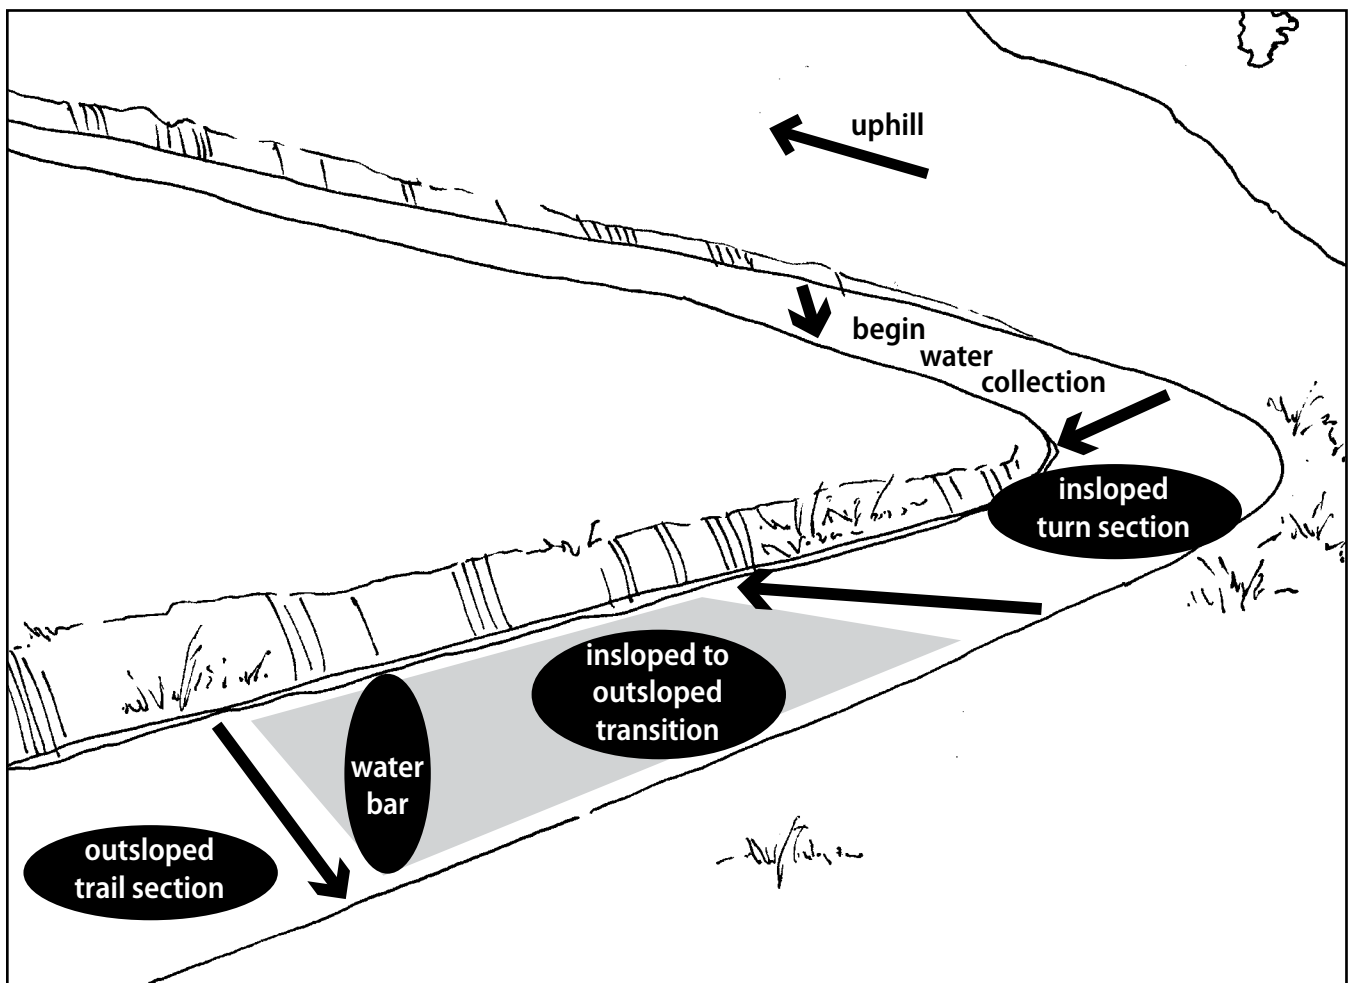 uphill
begin
water
collection
insloped
turn section
insloped to
outsloped
transition
water
bar
outsloped
trail section